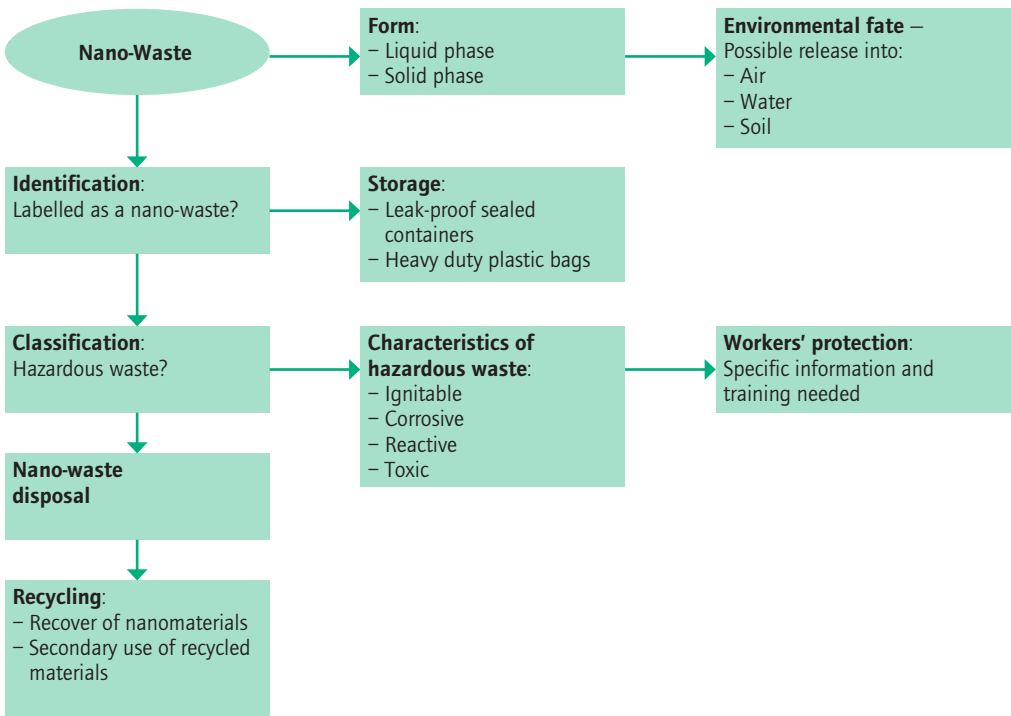 Nano-Waste
Form:
– Liquid phase
– Solid phase
Environmental fate –
Possible release into:
– Air
– Water
– Soil
Identification:
Labelled as a nano-waste?
Storage:
– Leak-proof sealed
containers
– Heavy duty plastic bags
Classification:
Hazardous waste?
Characteristics of
hazardous waste:
– Ignitable
– Corrosive
– Reactive
– Toxic
Workers' protection:
Specific information and
training needed
Nano-waste
disposal
Recycling:
– Recover of nanomaterials
– Secondary use of recycled
materials